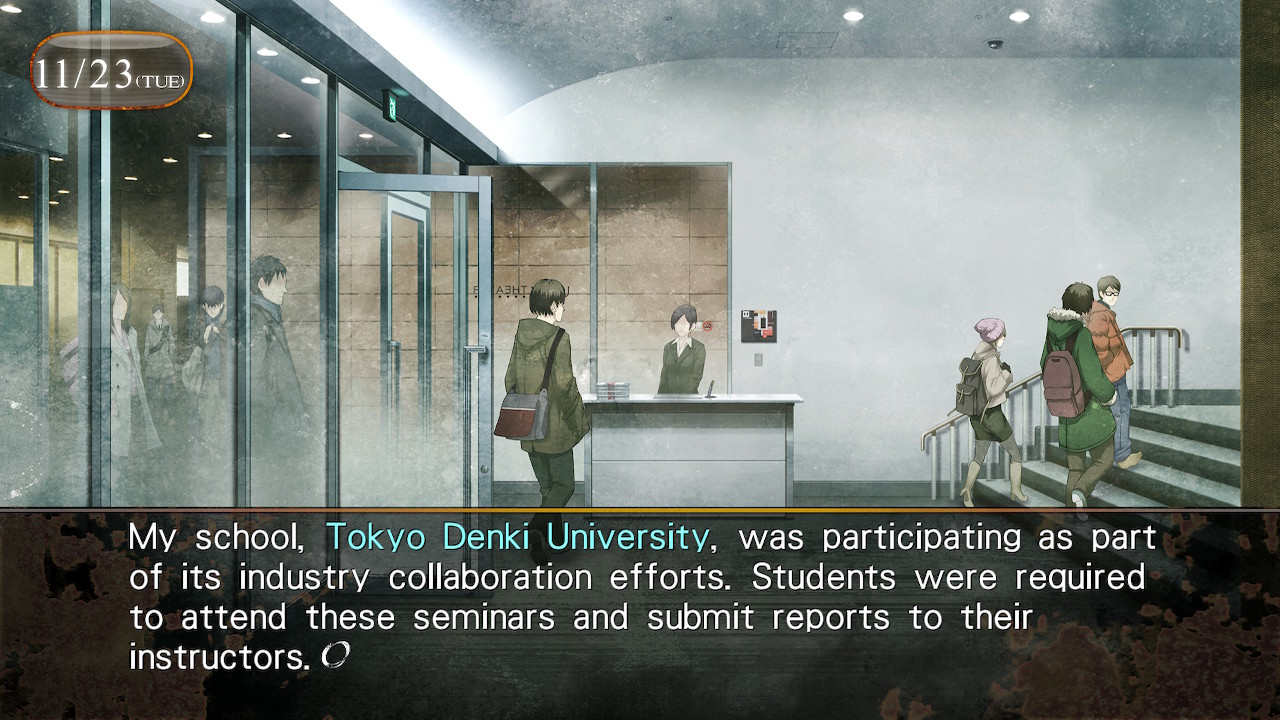 11/23(TUE)
My school, Tokyo Denki University, was participating as part
of its industry collaboration efforts. Students were required
to attend these seminars and submit reports to their
instructors.